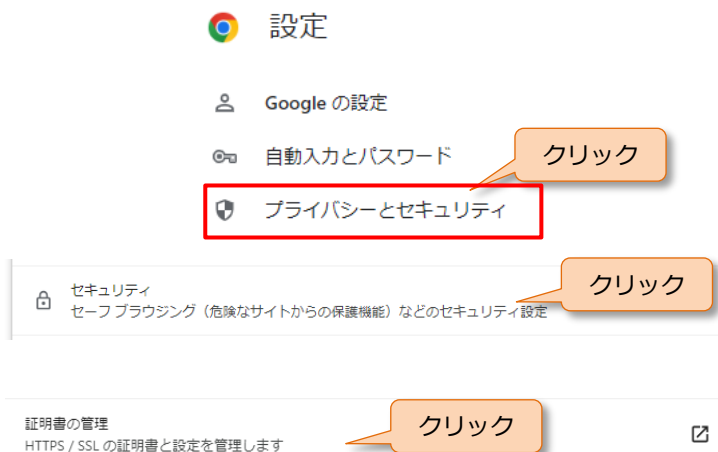 設定
Google の設定
自動入力とパスワード
クリック
プライバシーとセキュリティ
クリック
セキュリティ
セーフ ブラウジング（危険なサイトからの保護機能）などのセキュリティ設定
証明書の管理
クリック
HTTPS / SSL の証明書と設定を管理します